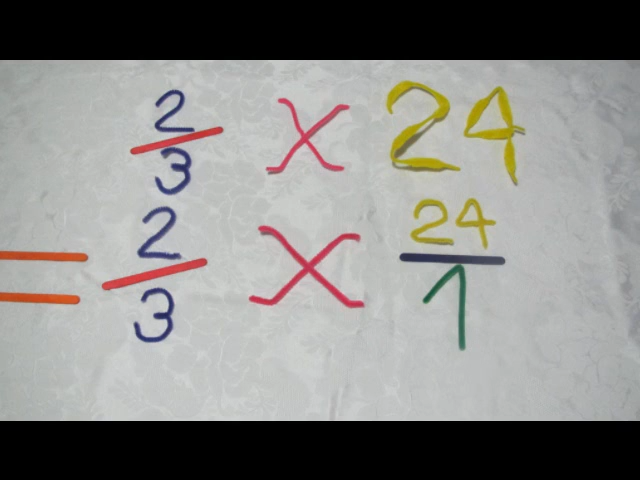 2/3 x 24
= 2/3 x 24/1